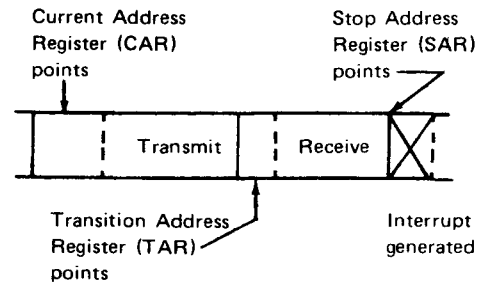 Current Address
Register (CAR)
points
Stop Address
Register (SAR)
points
Transmit
Receive
Transition Address
Register (TAR)
points
Interrupt
generated